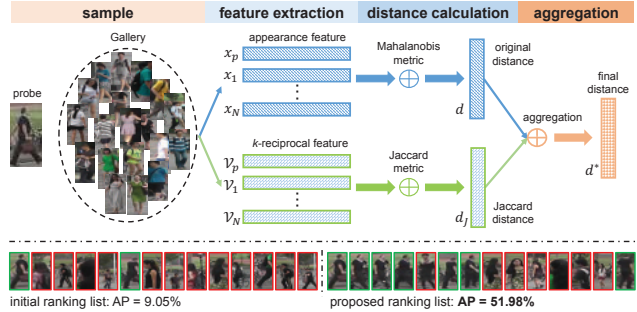 sample
feature extraction
distance calculation
aggregation
Gallery
probe
appearance feature
x_p
x_1
x_N
Mahalanobis
metric
original
distance
d
k-reciprocal feature
𝒱_p
𝒱_1
𝒱_N
Jaccard
metric
d_J
Jaccard
distance
aggregation
final
distance
d*
initial ranking list: AP = 9.05%
proposed ranking list: AP = 51.98%